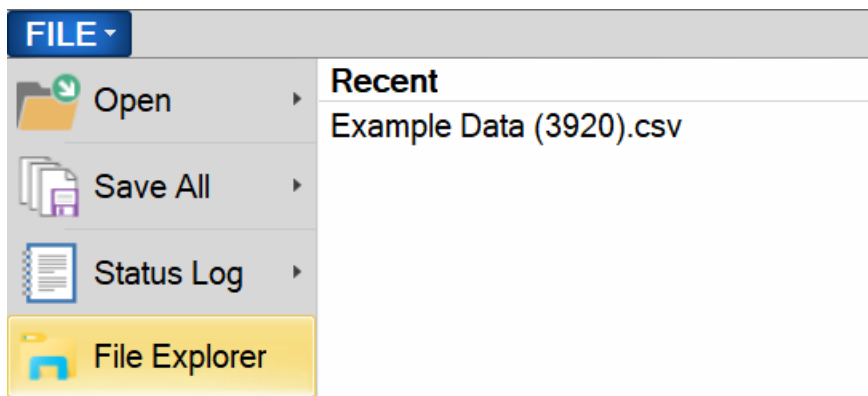 FILE
Open
Save All
Status Log
File Explorer
Recent
Example Data (3920).csv